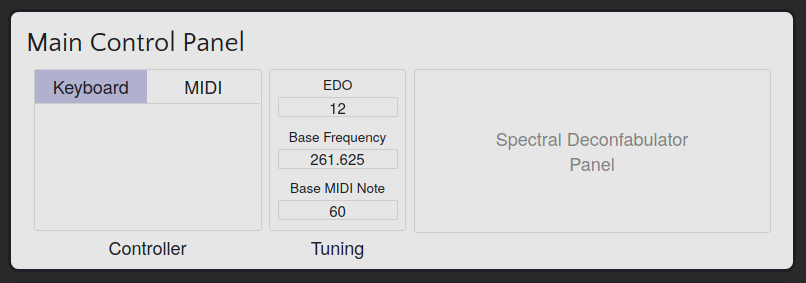 Main Control Panel
Keyboard MIDI
EDO
12
Base Frequency
261.625
Base MIDI Note
60
Spectral Deconfabulator
Panel
Controller
Tuning